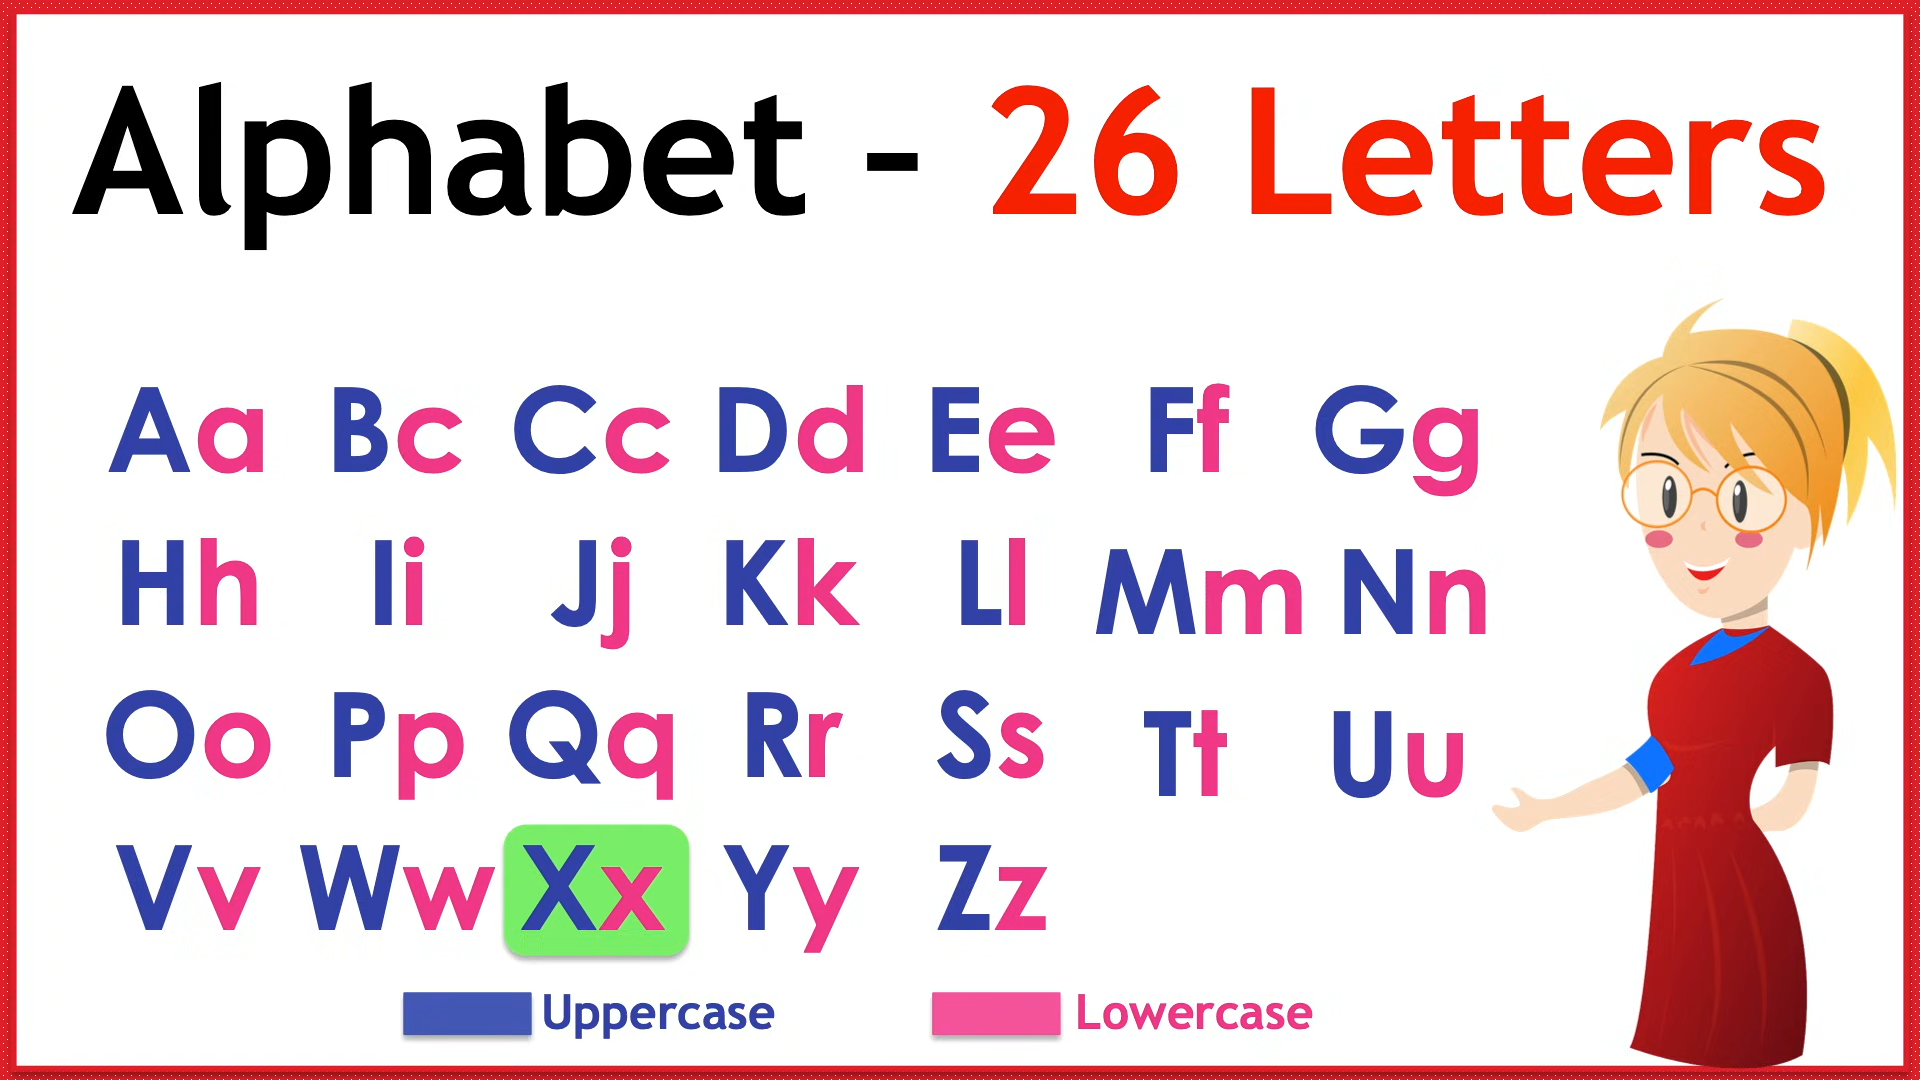 Alphabet - 26 Letters
Aa Bc Cc Dd Ee Ff Gg
Hh Ii Jj Kk Ll Mm Nn
Oo Pp Qq Rr Ss Tt Uu
Vv Ww Xx Yy Zz
Uppercase Lowercase